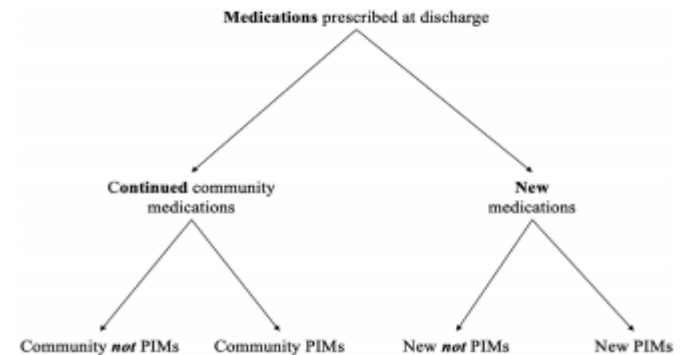 Medications prescribed at discharge
Continued community
medications
New
medications
Community not PIMs
Community PIMs
New not PIMs
New PIMs